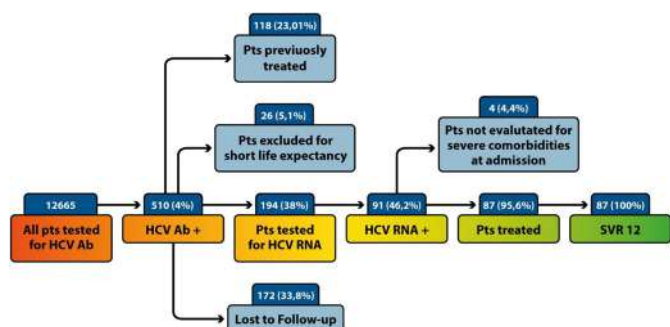 118 (23,01%)
Pts previuosly
treated
26 (5,1%)
Pts excluded for
short life expectancy
4 (4,4%)
Pts not evalutated for
severe comorbidities
at admission
12665
All pts tested
for HCV Ab
510 (4%)
HCV Ab +
194 (38%)
Pts tested
for HCV RNA
91 (46,2%)
HCV RNA +
87 (95,6%)
Pts treated
87 (100%)
SVR 12
172 (33,8%)
Lost to Follow-up